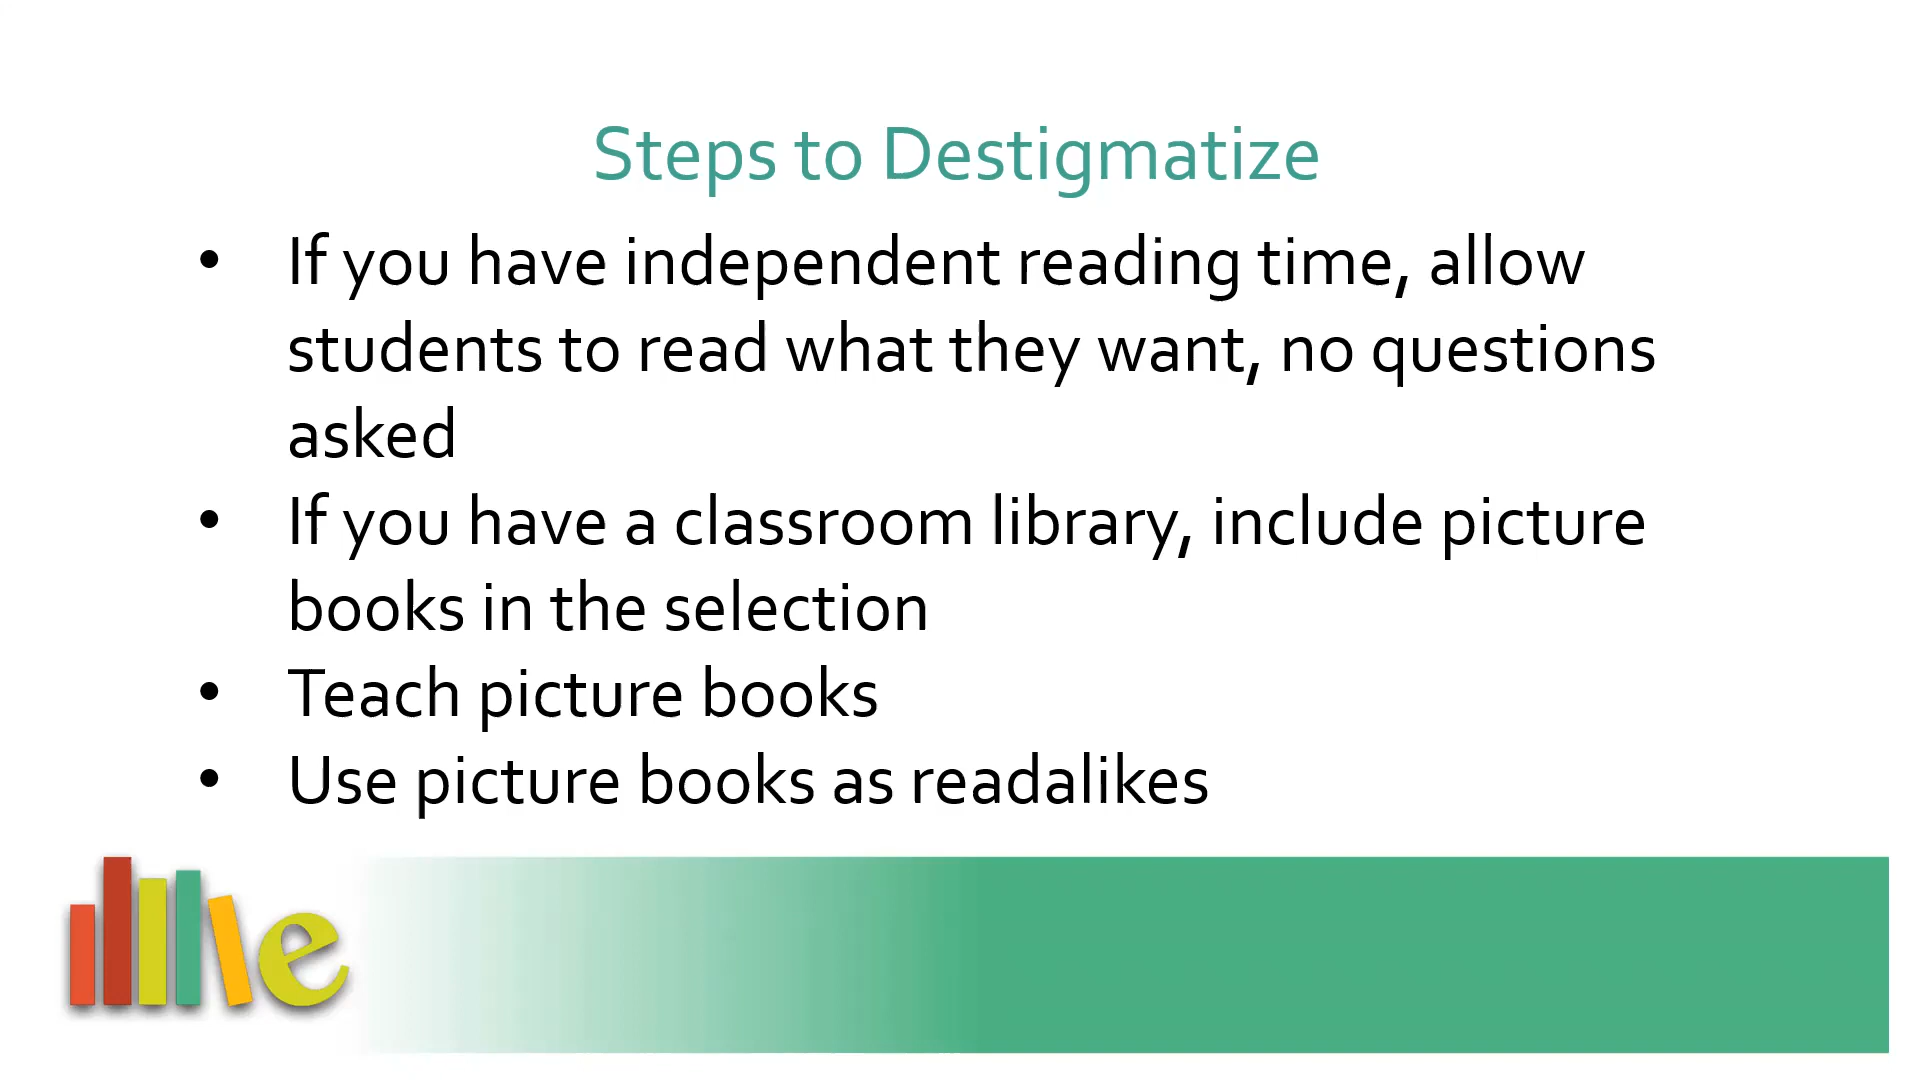 Steps to Destigmatize
• If you have independent reading time, allow
students to read what they want, no questions
asked
• If you have a classroom library, include picture
books in the selection
• Teach picture books
• Use picture books as readalikes
e